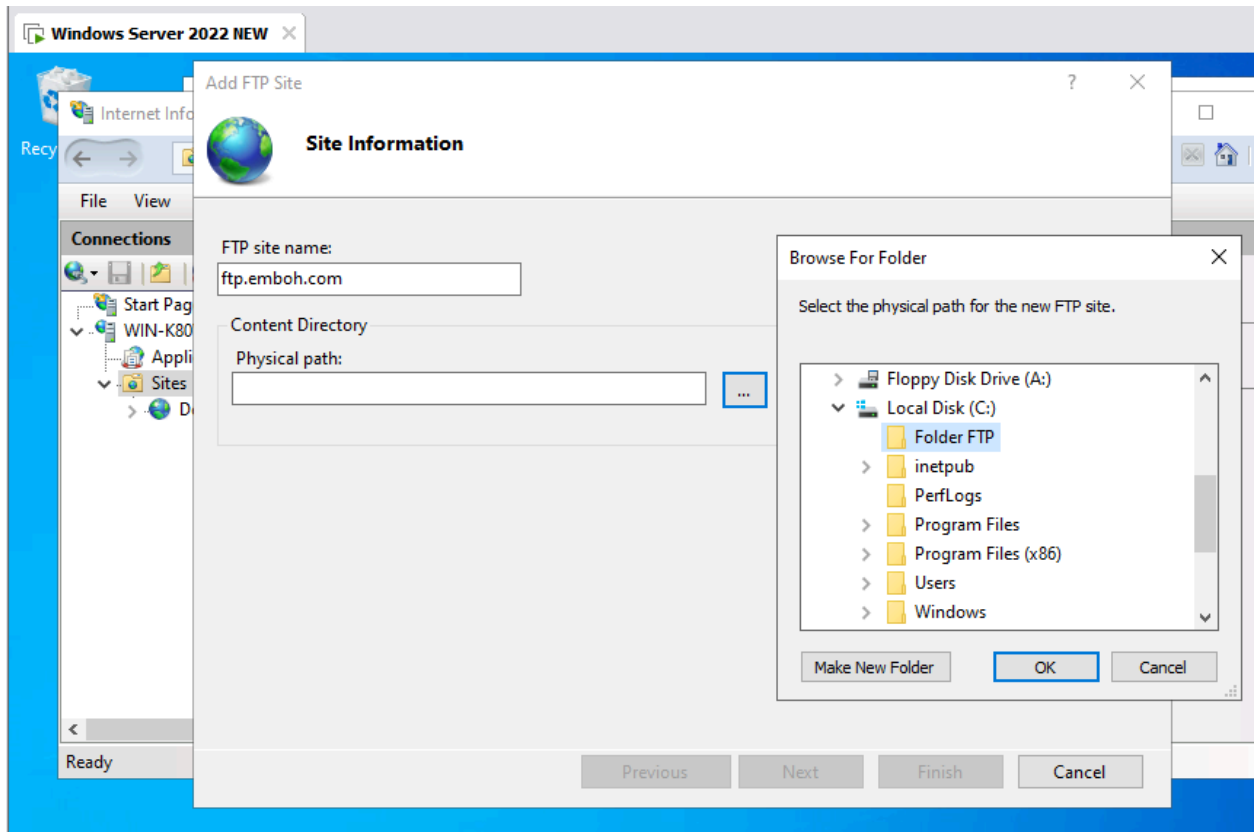 Windows Server 2022 NEW
Recy
Internet Info
File View
Connections
Start Pag
WIN-K80
Appli
Sites
De
Ready
Add FTP Site
?
Site Information
FTP site name:
ftp.emboh.com
Content Directory
Physical path:
...
Previous Next Finish Cancel
Browse For Folder
Select the physical path for the new FTP site.
Floppy Disk Drive (A:)
Local Disk (C:)
Folder FTP
inetpub
PerfLogs
Program Files
Program Files (x86)
Users
Windows
Make New Folder OK Cancel